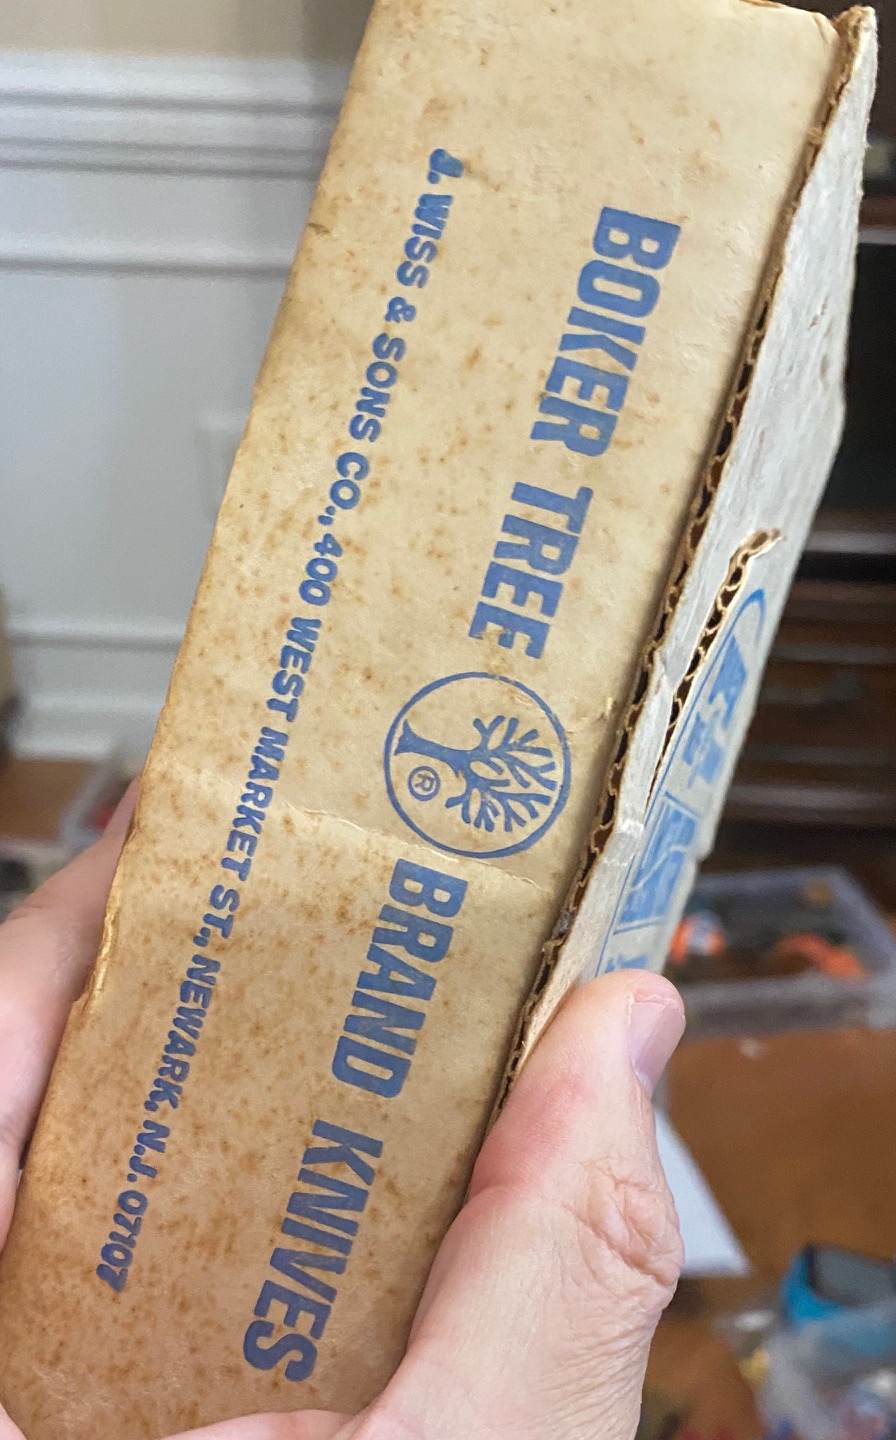 BOKER TREE ® BRAND KNIVES
J. WISS & SONS CO., 400 WEST MARKET ST., NEWARK, N.J. 07107